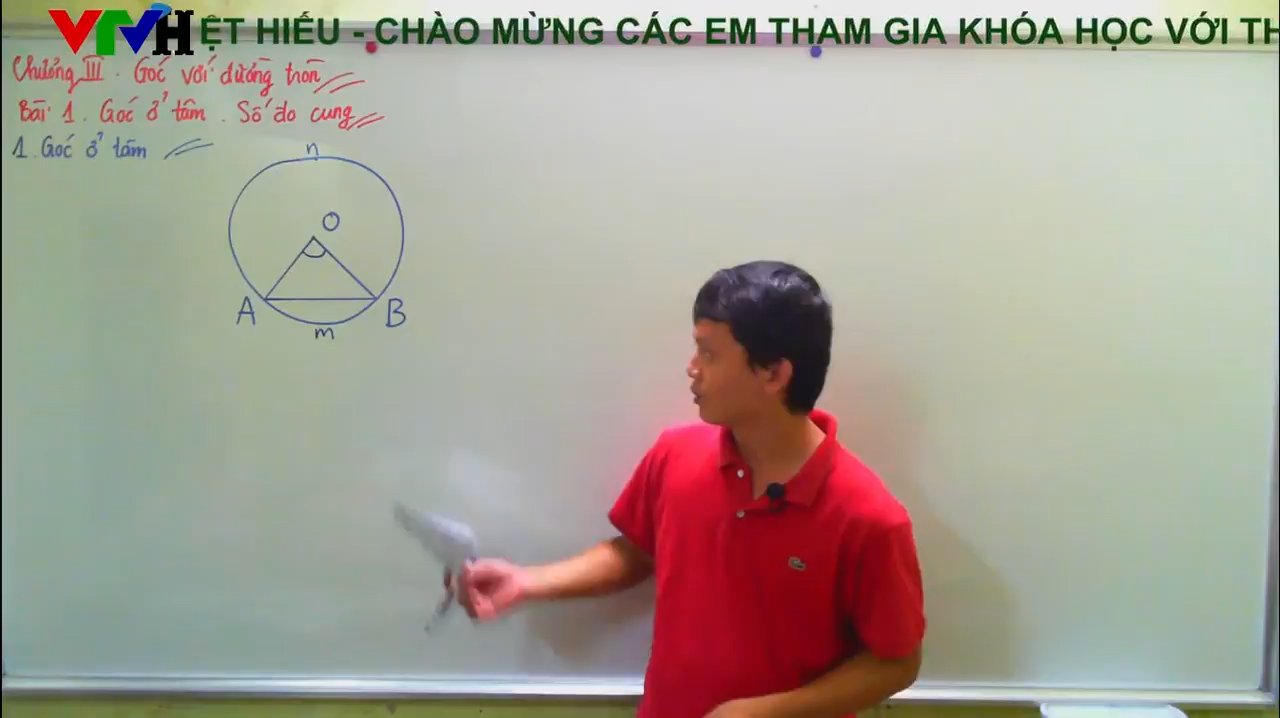 VTVH
ỆT HIẾU - CHÀO MỪNG CÁC EM THAM GIA KHÓA HỌC VỚI TH
Chương III. Góc với đường tròn
Bài 1. Góc ở tâm. Số đo cung
1. Góc ở tâm
n
O
A
B
m